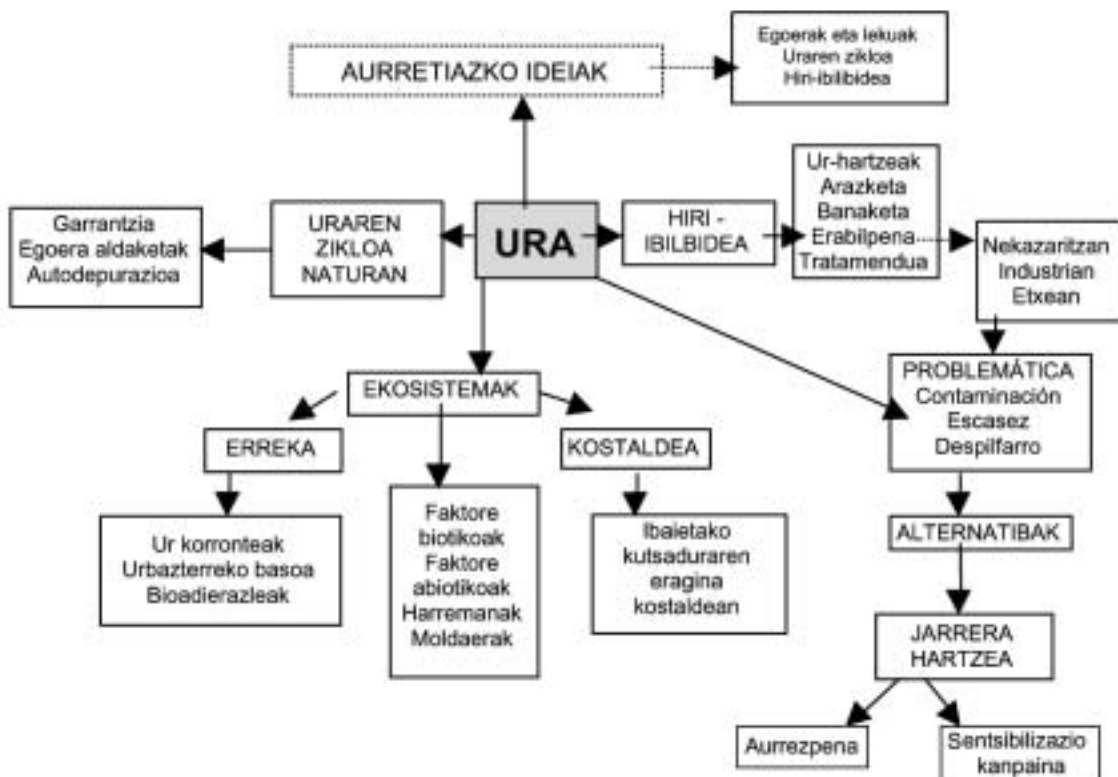 Egoerak eta lekuak
Uraren zikloa
Hiri-ibilibidea
AURRETIAZKO IDEIAK
Ur-hartzeak
Arazketa
Banaketa
Erabilpena
Tratamendua
Garrantzia
Egoera aldaketak
Autodepurazioa
URAREN
ZIKLOA
NATURAN
URA
HIRI -
IBILBIDEA
Nekazaritzan
Industrian
Etxean
PROBLEMÁTICA
Contaminación
Escasez
Despilfarro
EKOSISTEMAK
ERREKA
KOSTALDEA
Ur korronteak
Urbazterreko basoa
Bioadierazleak
Faktore
biotikoak
Faktore
abiotikoak
Harremanak
Moldaerak
Ibaietako
kutsaduraren
eragina
kostaldean
ALTERNATIBAK
JARRERA
HARTZEA
Aurrezpena
Sentsibilizazio
kanpaina